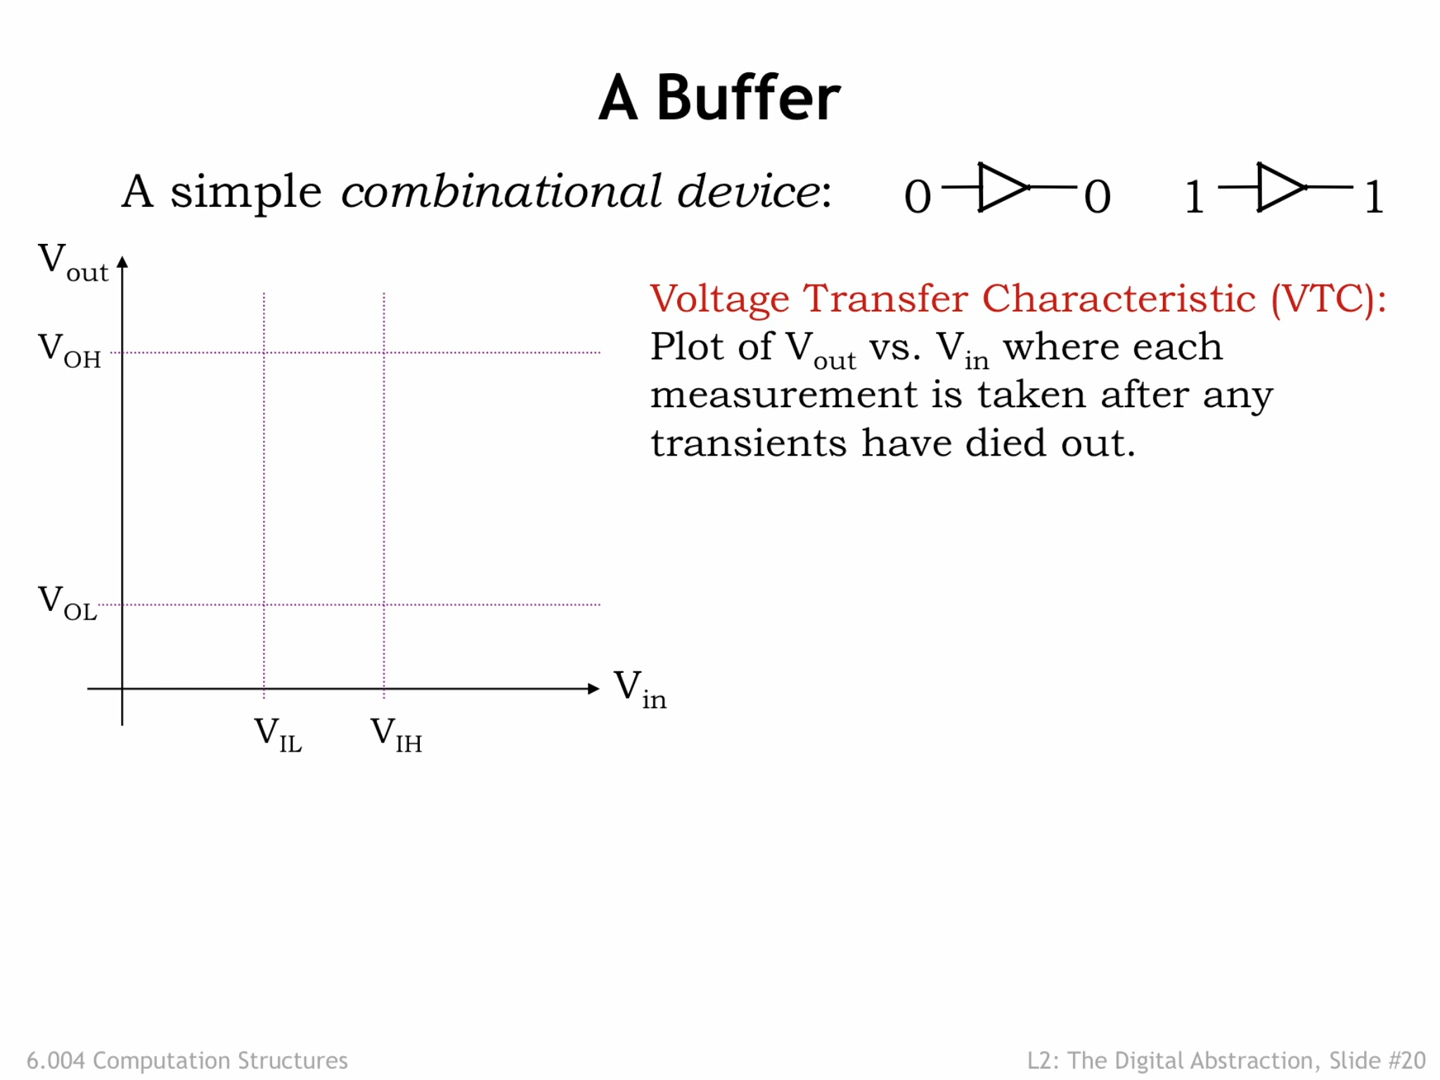 A Buffer
A simple combinational device:
0 0 1 1
Vout
VOH
VOL
Vin
VIL VIH
Voltage Transfer Characteristic (VTC):
Plot of Vout vs. Vin where each
measurement is taken after any
transients have died out.
6.004 Computation Structures
L2: The Digital Abstraction, Slide #20